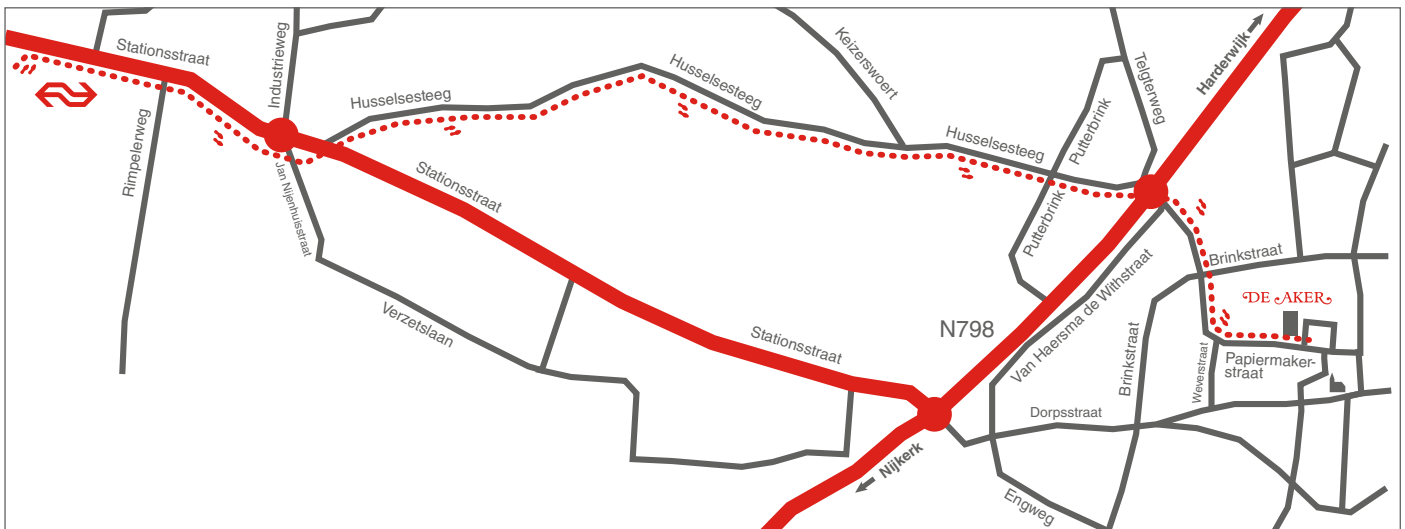 Stationsstraat
Industrieweg
Keizerswoert
Harderwijk
Husselsesteeg
Husselsesteeg
Telgterweg
Rimpelerweg
Putterbrink
Husselsesteeg
Jan Nijenhuisstraat
Stationsstraat
Putterbrink
Brinkstraat
Van Haersma de Withstraat
DE AKER
Verzetslaan
N798
Stationsstraat
Brinkstraat
Weverstraat
Papiermaker-
straat
Dorpsstraat
Nijkerk
Engweg